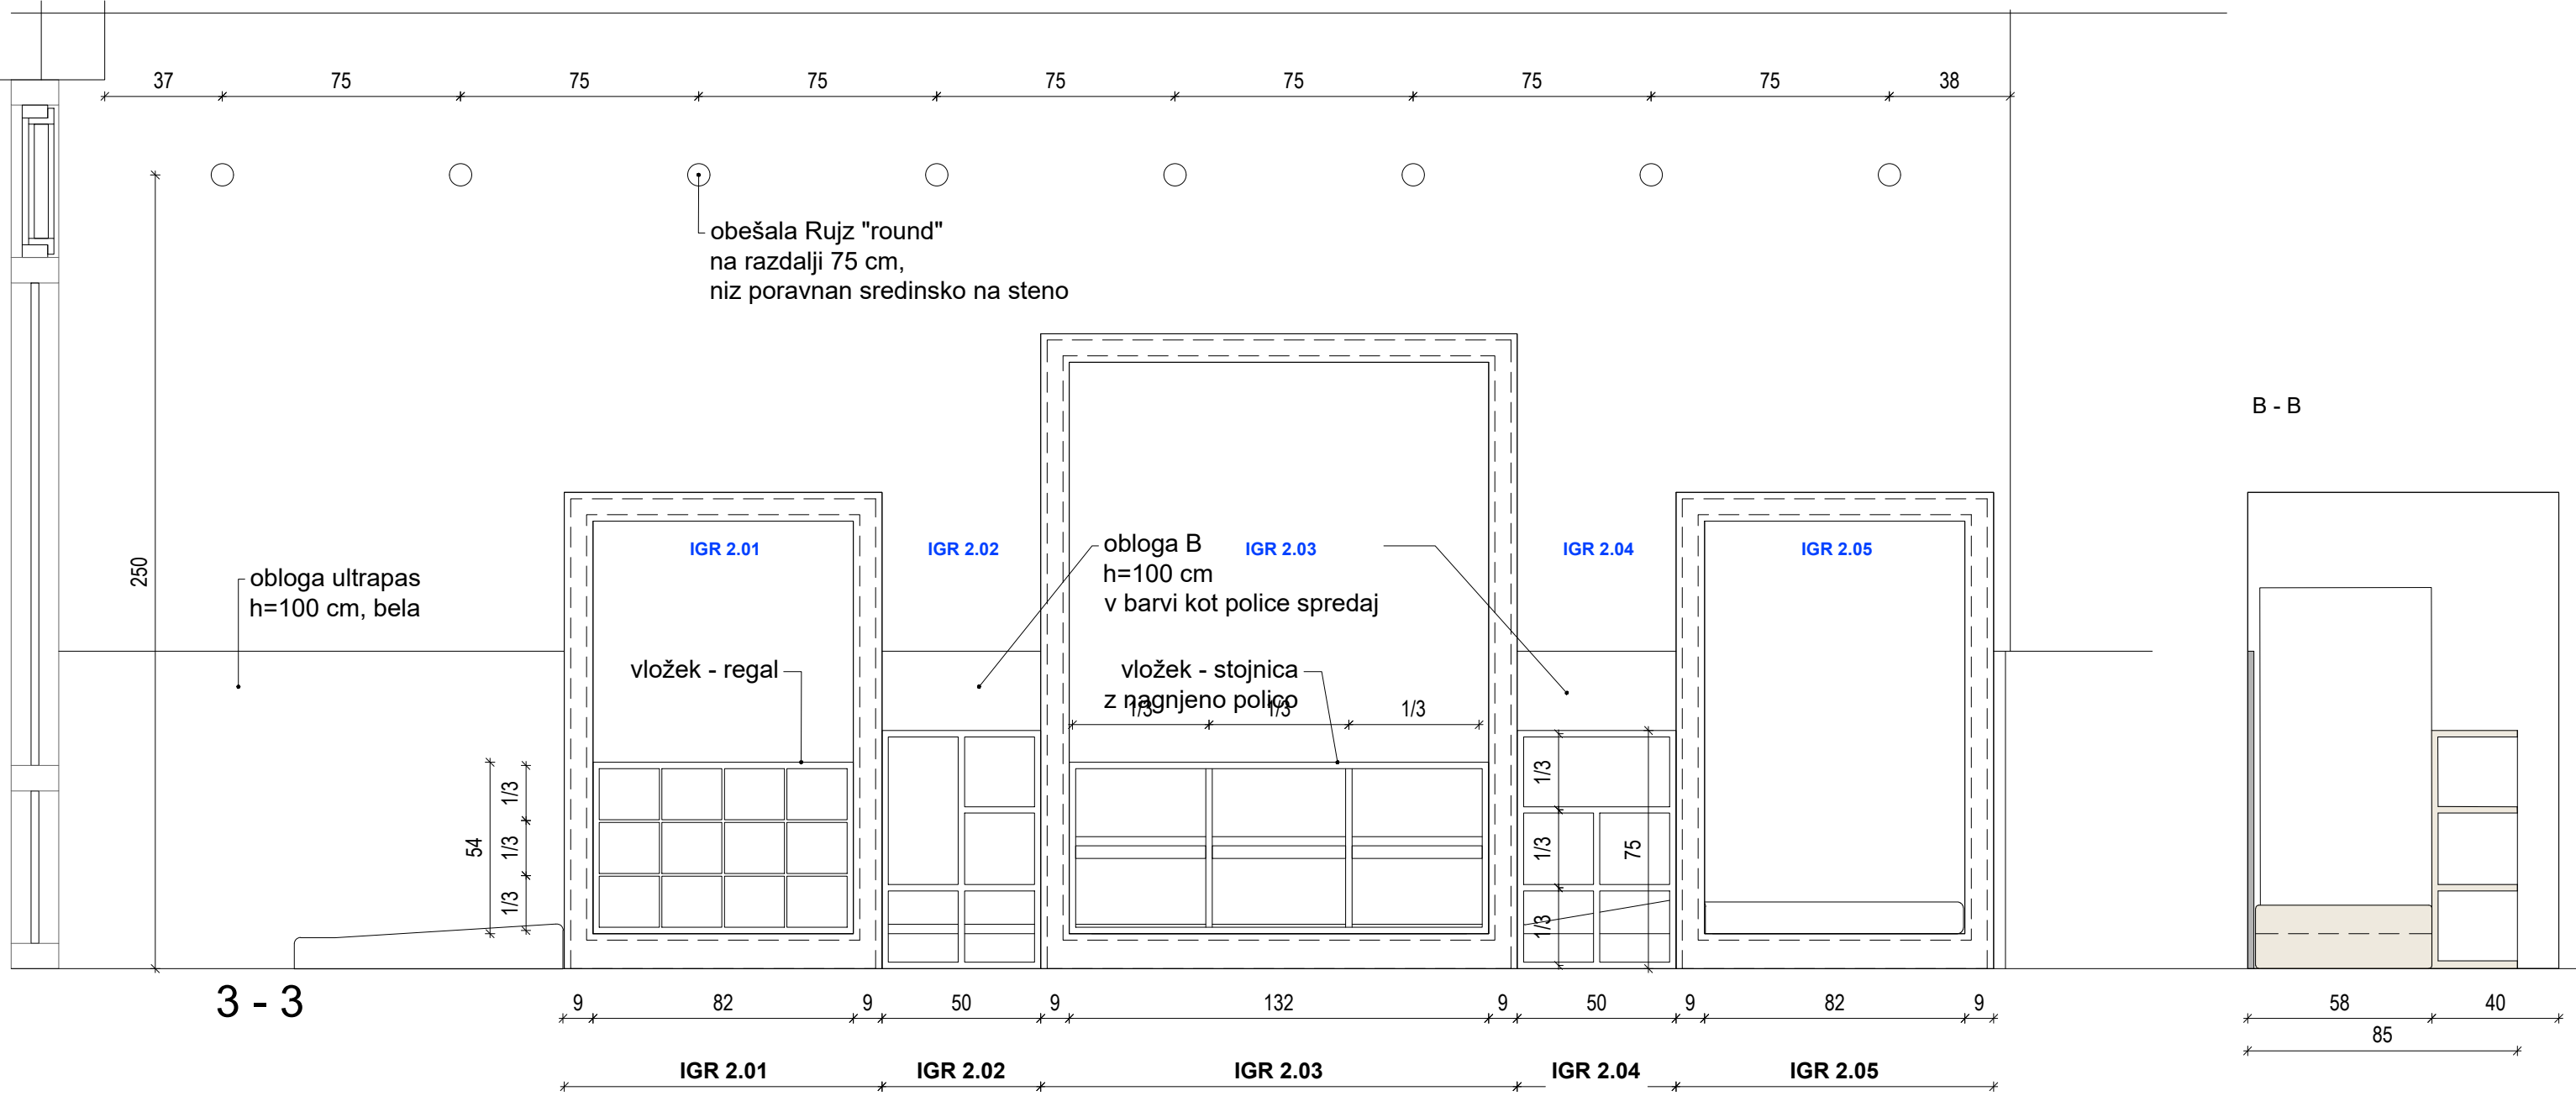 37 75 75 75 75 75 75 75 38
obešala Rujz "round"
na razdalji 75 cm,
niz poravnan sredinsko na steno
B - B
250
obloga ultrapas
h=100 cm, bela
IGR 2.01
IGR 2.02
obloga B
h=100 cm
v barvi kot police spredaj
IGR 2.03
IGR 2.04
IGR 2.05
vložek - regal
vložek - stojnica
z nagnjeno polico
1/3 1/3 1/3
54
1/3
1/3
1/3
1/3
1/3
1/3
75
3 - 3
9 82 9 50 9 132 9 50 9 82 9
58 40
85
IGR 2.01 IGR 2.02 IGR 2.03 IGR 2.04 IGR 2.05